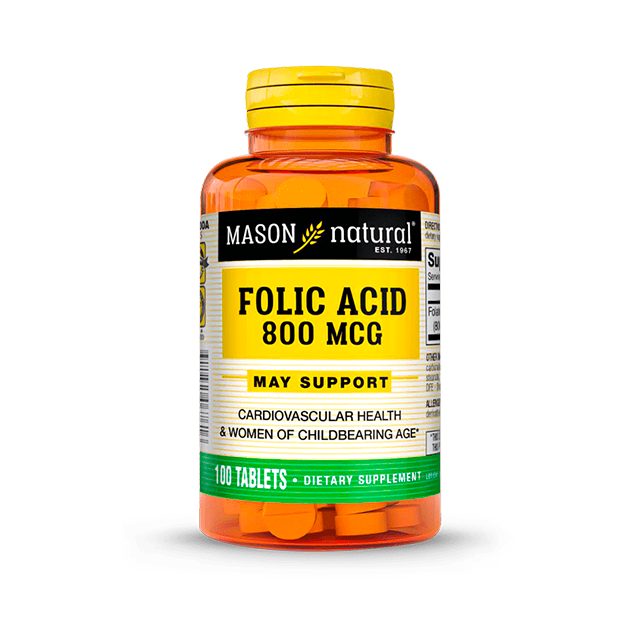 MASON natural®
EST. 1967
FOLIC ACID
800 MCG
MAY SUPPORT
CARDIOVASCULAR HEALTH
& WOMEN OF CHILDBEARING AGE*
100 TABLETS • DIETARY SUPPLEMENT